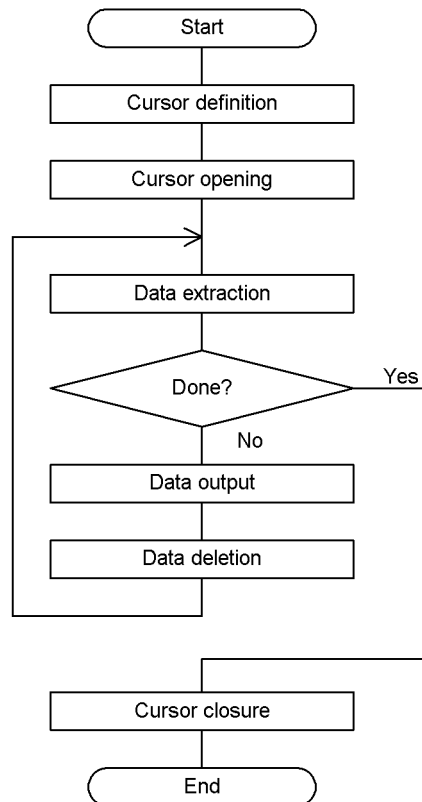 Start
Cursor definition
Cursor opening
Data extraction
Done?
Yes
No
Data output
Data deletion
Cursor closure
End